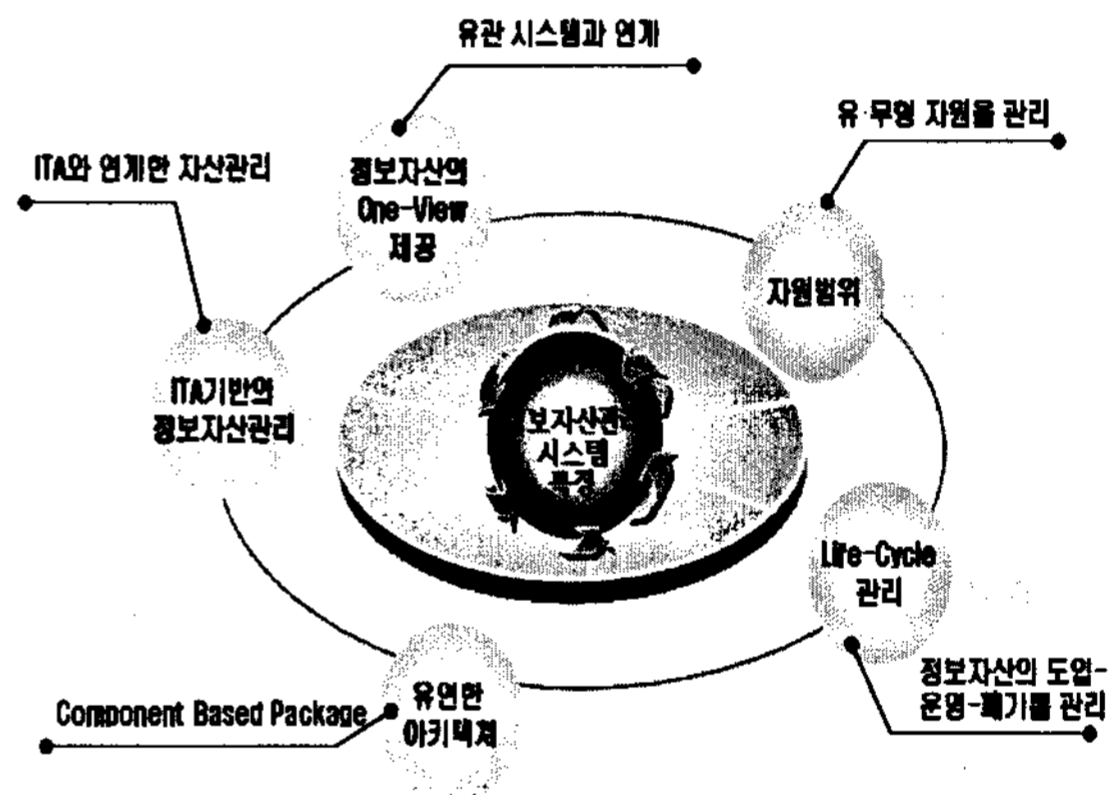 유관 시스템과 연계
유·무형 자원을 관리
ITA와 연계한 자산관리
정보자산의
One-View
제공
자원범위
ITA기반의
정보자산관리
보자산관
시스템
특징
Life-Cycle
관리
정보자산의 도입-
운영-폐기를 관리
유연한
아키텍쳐
Component Based Package